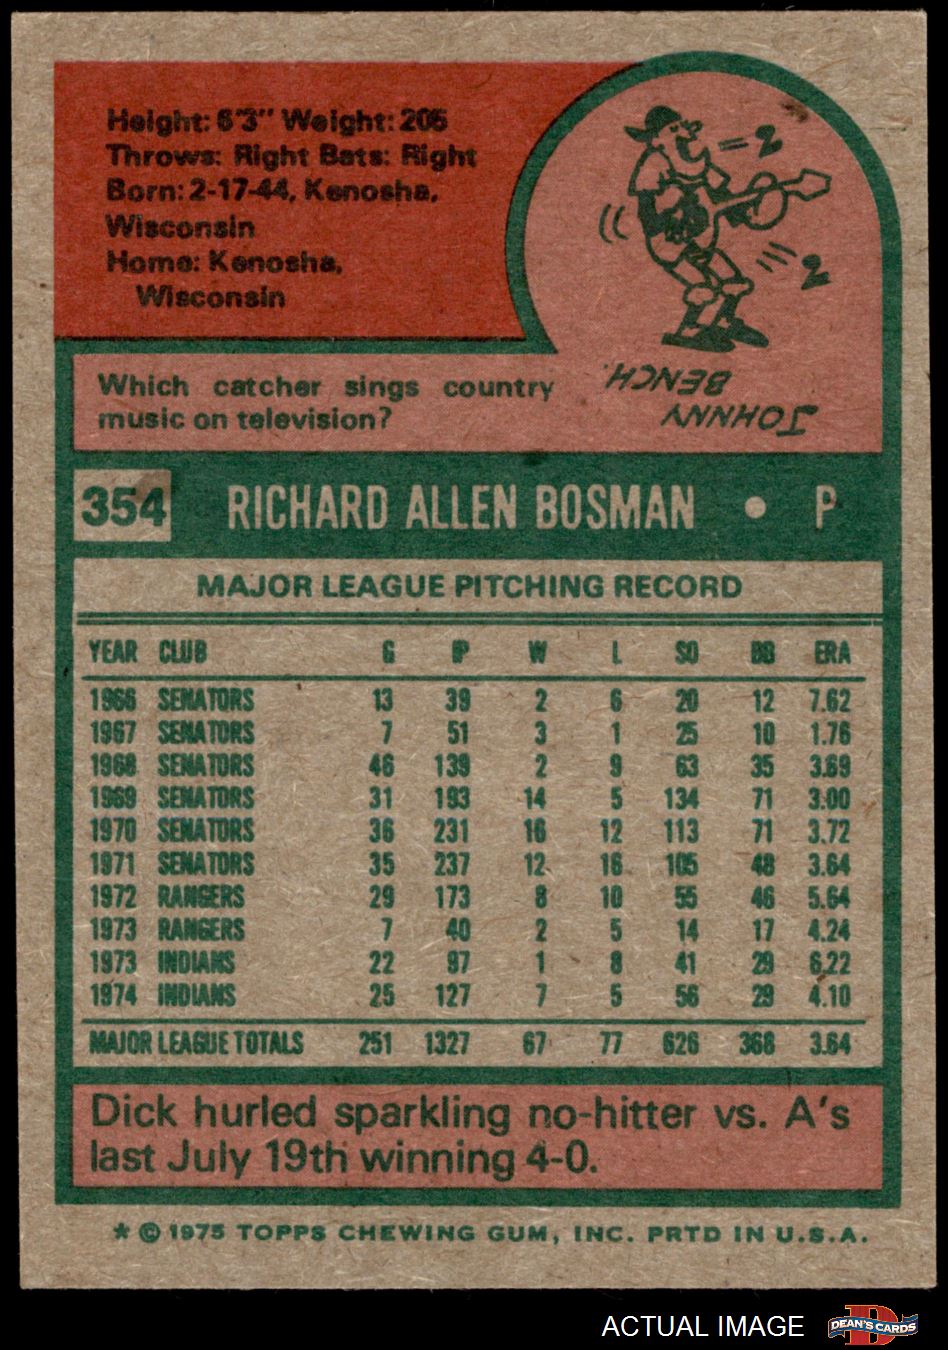 Height: 6'3" Weight: 205
Throws: Right Bats: Right
Born: 2-17-44, Kenosha,
Wisconsin
Home: Kenosha,
Wisconsin
Which catcher sings country
music on television?
JOHNNY
BENCH.
354 RICHARD ALLEN BOSMAN • P
MAJOR LEAGUE PITCHING RECORD
YEAR CLUB G IP W L SO BB ERA
1966 SENATORS 13 39 2 6 20 12 7.62
1967 SENATORS 7 51 3 1 25 10 1.76
1968 SENATORS 46 139 2 9 63 35 3.69
1969 SENATORS 31 193 14 5 134 71 3.00
1970 SENATORS 36 231 16 12 113 71 3.72
1971 SENATORS 35 237 12 16 105 48 3.64
1972 RANGERS 29 173 8 10 55 46 5.64
1973 RANGERS 7 40 2 5 14 17 4.24
1973 INDIANS 22 97 1 8 41 29 6.22
1974 INDIANS 25 127 7 5 56 29 4.10
MAJOR LEAGUE TOTALS 251 1327 67 77 626 368 3.64
Dick hurled sparkling no-hitter vs. A's
last July 19th winning 4-0.
* © 1975 TOPPS CHEWING GUM, INC. PRTD IN U.S.A.
ACTUAL IMAGE
D
DEAN'S CARDS